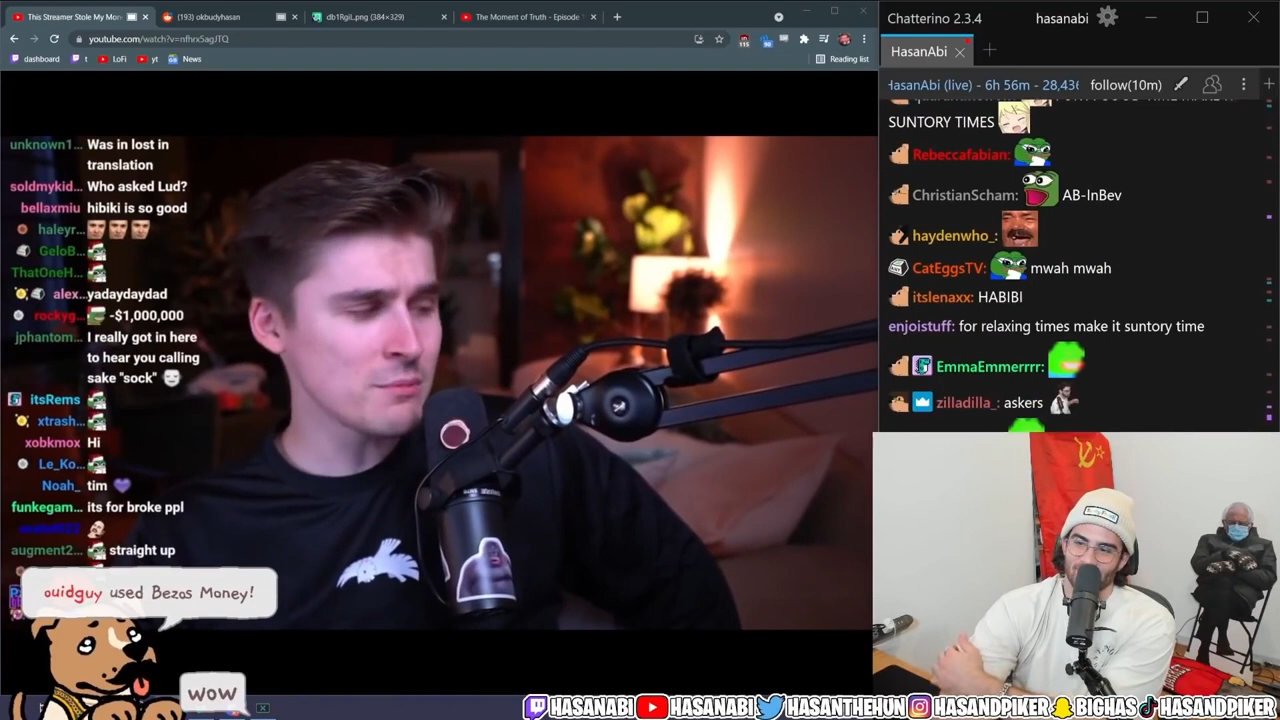 This Streamer Stole My Mon
(193) okbudyhasan
db1RgiL.png (384×329)
The Moment of Truth - Episode
youtube.com/watch?v=nfhrx5agJTQ
dashboard
t
LoFi
yt
News
Reading list
unknown1... Was in lost in
translation
soldmykid... Who asked Lud?
bellaxmiu hibiki is so good
haleyr...
GeloB...
ThatOneH...
alex... yadaydaydad
rockyg... -$1,000,000
jphantom... I really got in here
to hear you calling
sake "sock"
itsRems
xtrash...
xobkmox Hi
Le_Ko...
Noah_ tim
funkegam... its for broke ppl
augment2... straight up
ouidguy used Bezos Money!
wow
Chatterino 2.3.4
hasanabi
HasanAbi
HasanAbi (live) - 6h 56m - 28,436
follow(10m)
SUNTORY TIMES
Rebeccafabian:
ChristianScham: AB-InBev
haydenwho_:
CatEggsTV: mwah mwah
itslenaxx: HABIBI
enjoistuff: for relaxing times make it suntory time
EmmaEmmerrrr:
zilladilla_: askers
HASANABI
HASANABI
HASANTHEHUN
HASANDPIKER
BIGHAS
HASANDPIKER